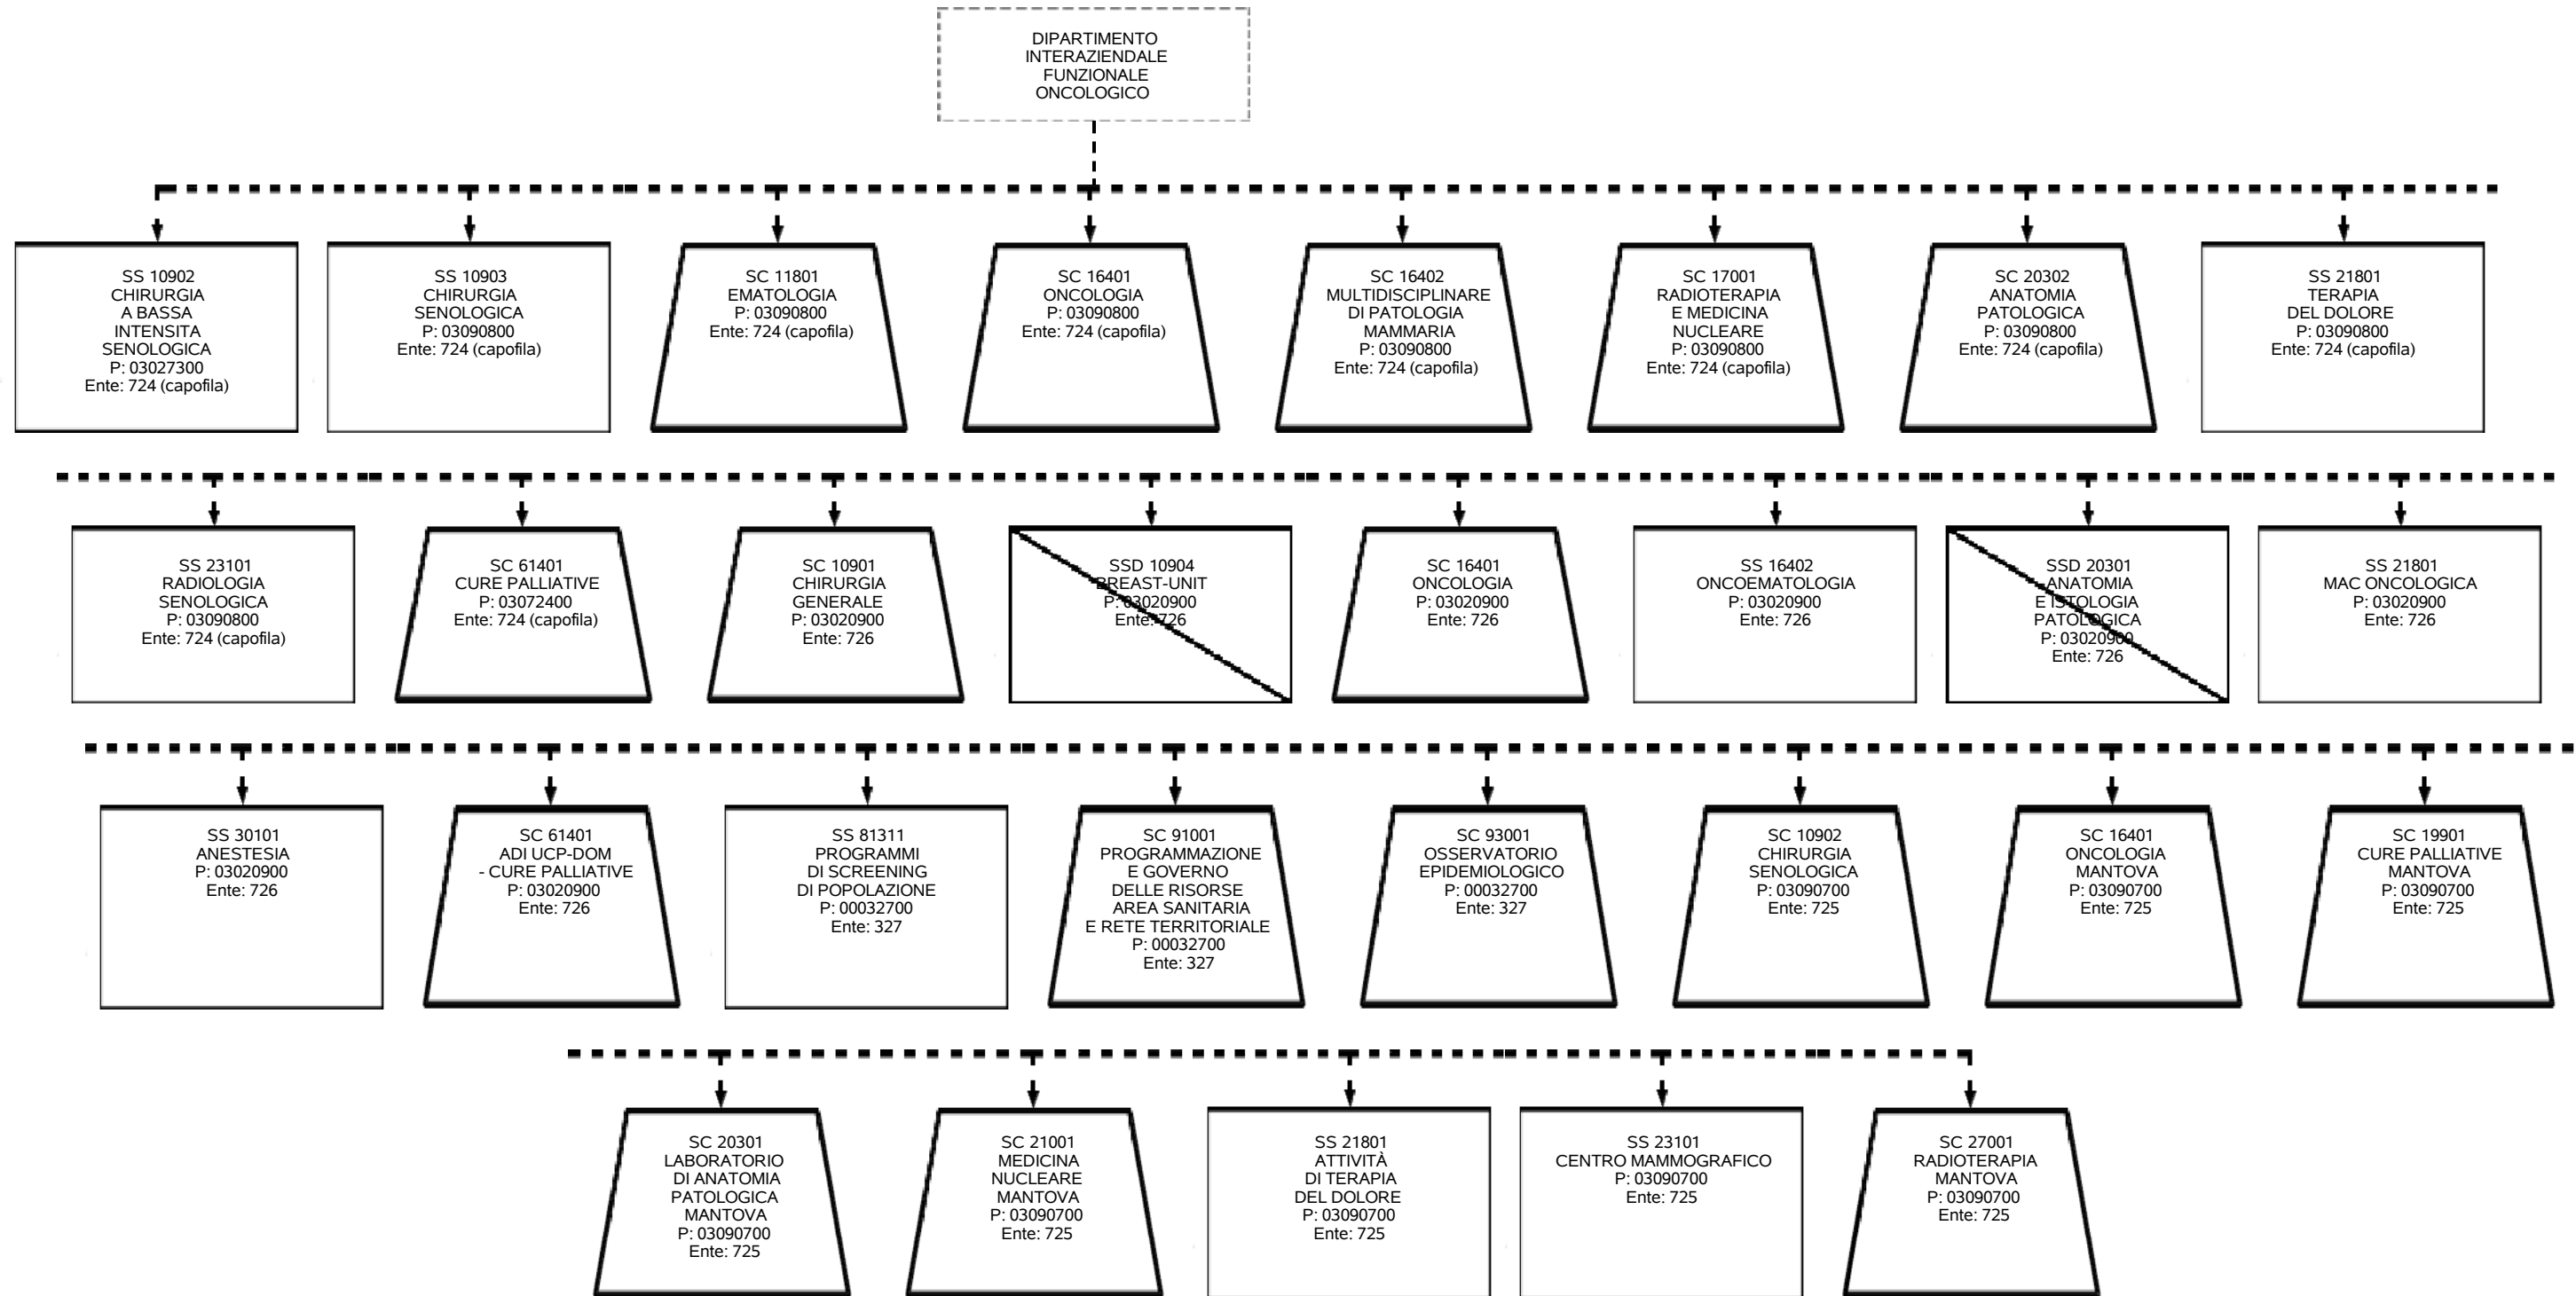 DIPARTIMENTO
INTERAZIENDALE
FUNZIONALE
ONCOLOGICO
SS 10902
CHIRURGIA
A BASSA
INTENSITA
SENOLOGICA
P: 03027300
Ente: 724 (capofila)
SS 10903
CHIRURGIA
SENOLOGICA
P: 03090800
Ente: 724 (capofila)
SC 11801
EMATOLOGIA
P: 03090800
Ente: 724 (capofila)
SC 16401
ONCOLOGIA
P: 03090800
Ente: 724 (capofila)
SC 16402
MULTIDISCIPLINARE
DI PATOLOGIA
MAMMARIA
P: 03090800
Ente: 724 (capofila)
SC 17001
RADIOTERAPIA
E MEDICINA
NUCLEARE
P: 03090800
Ente: 724 (capofila)
SC 20302
ANATOMIA
PATOLOGICA
P: 03090800
Ente: 724 (capofila)
SS 21801
TERAPIA
DEL DOLORE
P: 03090800
Ente: 724 (capofila)
SS 23101
RADIOLOGIA
SENOLOGICA
P: 03090800
Ente: 724 (capofila)
SC 61401
CURE PALLIATIVE
P: 03072400
Ente: 724 (capofila)
SC 10901
CHIRURGIA
GENERALE
P: 03020900
Ente: 726
SSD 10904
BREAST-UNIT
P: 03020900
Ente: 726
SC 16401
ONCOLOGIA
P: 03020900
Ente: 726
SS 16402
ONCOEMATOLOGIA
P: 03020900
Ente: 726
SSD 20301
ANATOMIA
E ISTOLOGIA
PATOLOGICA
P: 03020900
Ente: 726
SS 21801
MAC ONCOLOGICA
P: 03020900
Ente: 726
SS 30101
ANESTESIA
P: 03020900
Ente: 726
SC 61401
ADI UCP-DOM
- CURE PALLIATIVE
P: 03020900
Ente: 726
SS 81311
PROGRAMMI
DI SCREENING
DI POPOLAZIONE
P: 00032700
Ente: 327
SC 91001
PROGRAMMAZIONE
E GOVERNO
DELLE RISORSE
AREA SANITARIA
E RETE TERRITORIALE
P: 00032700
Ente: 327
SC 93001
OSSERVATORIO
EPIDEMIOLOGICO
P: 00032700
Ente: 327
SC 10902
CHIRURGIA
SENOLOGICA
P: 03090700
Ente: 725
SC 16401
ONCOLOGIA
MANTOVA
P: 03090700
Ente: 725
SC 19901
CURE PALLIATIVE
MANTOVA
P: 03090700
Ente: 725
SC 20301
LABORATORIO
DI ANATOMIA
PATOLOGICA
MANTOVA
P: 03090700
Ente: 725
SC 21001
MEDICINA
NUCLEARE
MANTOVA
P: 03090700
Ente: 725
SS 21801
ATTIVITÀ
DI TERAPIA
DEL DOLORE
P: 03090700
Ente: 725
SS 23101
CENTRO MAMMOGRAFICO
P: 03090700
Ente: 725
SC 27001
RADIOTERAPIA
MANTOVA
P: 03090700
Ente: 725